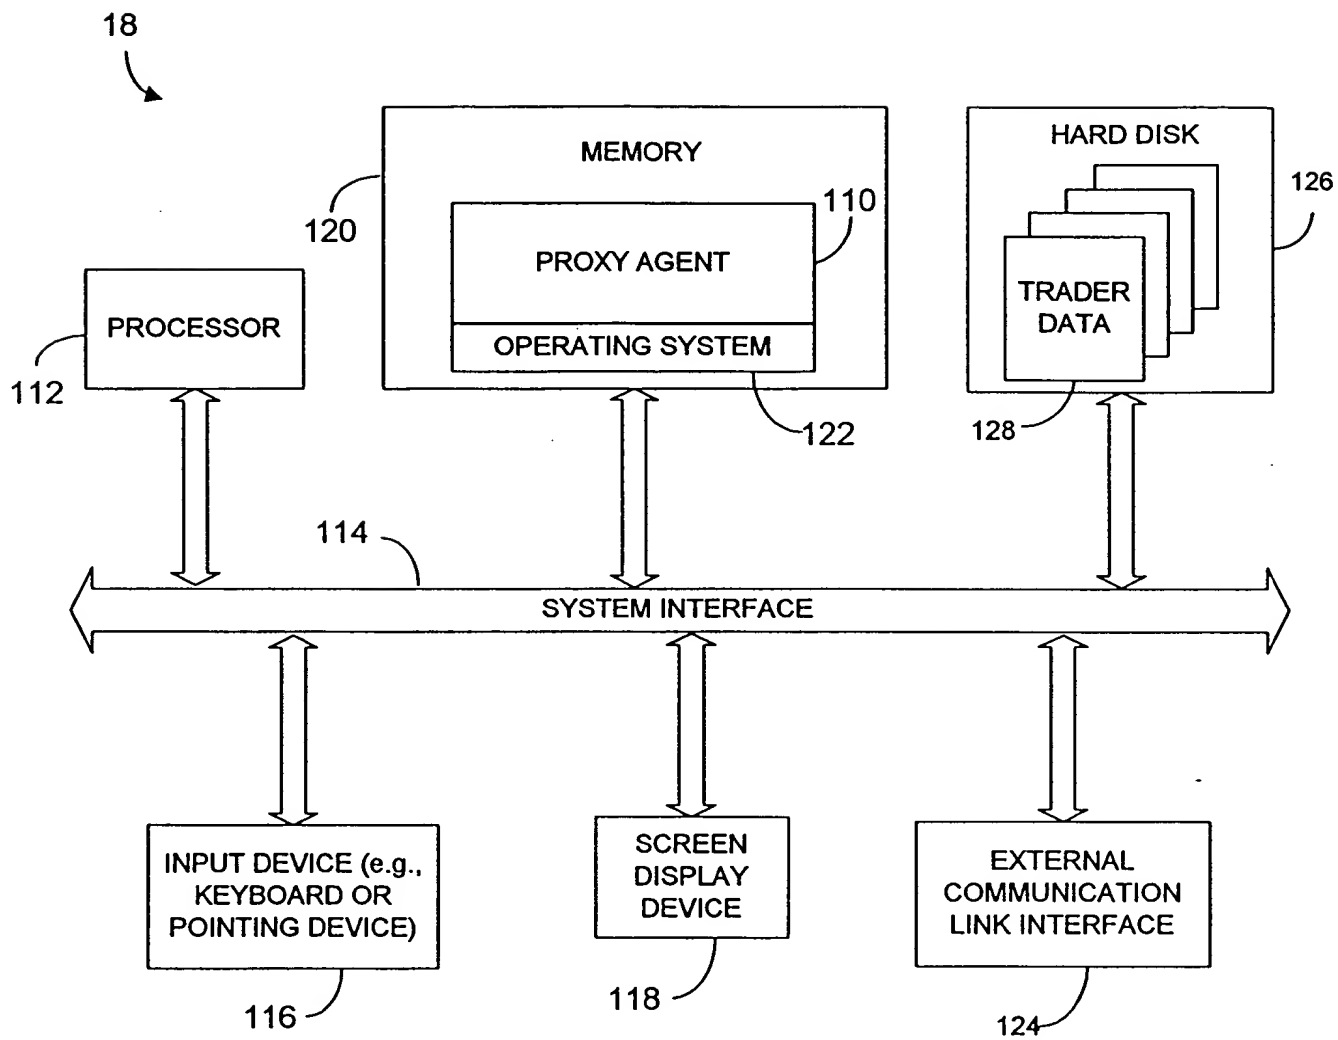 18
MEMORY
120
110
PROXY AGENT
OPERATING SYSTEM
122
HARD DISK
126
TRADER
DATA
128
PROCESSOR
112
114
SYSTEM INTERFACE
INPUT DEVICE (e.g.,
KEYBOARD OR
POINTING DEVICE)
116
SCREEN
DISPLAY
DEVICE
118
EXTERNAL
COMMUNICATION
LINK INTERFACE
124